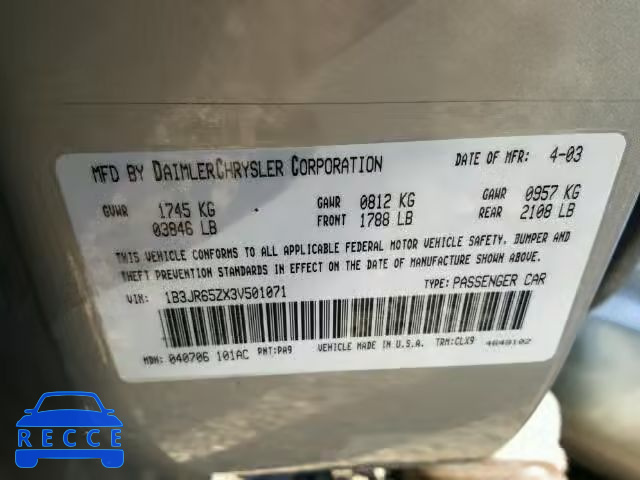 MFD BY DAIMLERCHRYSLER CORPORATION DATE OF MFR: 4-03
GVWR 1745 KG GAWR 0812 KG GAWR 0957 KG
03846 LB FRONT 1788 LB REAR 2108 LB
THIS VEHICLE CONFORMS TO ALL APPLICABLE FEDERAL MOTOR VEHICLE SAFETY, BUMPER AND
THEFT PREVENTION STANDARDS IN EFFECT ON THE DATE OF MANUFACTURE SHOWN ABOVE.
VIN: 1B3JR65ZX3V501071 TYPE: PASSENGER CAR
MDH: 040706 101AC PNT: PA9 VEHICLE MADE IN U.S.A. TRM: CLX9 4649102
RECCE